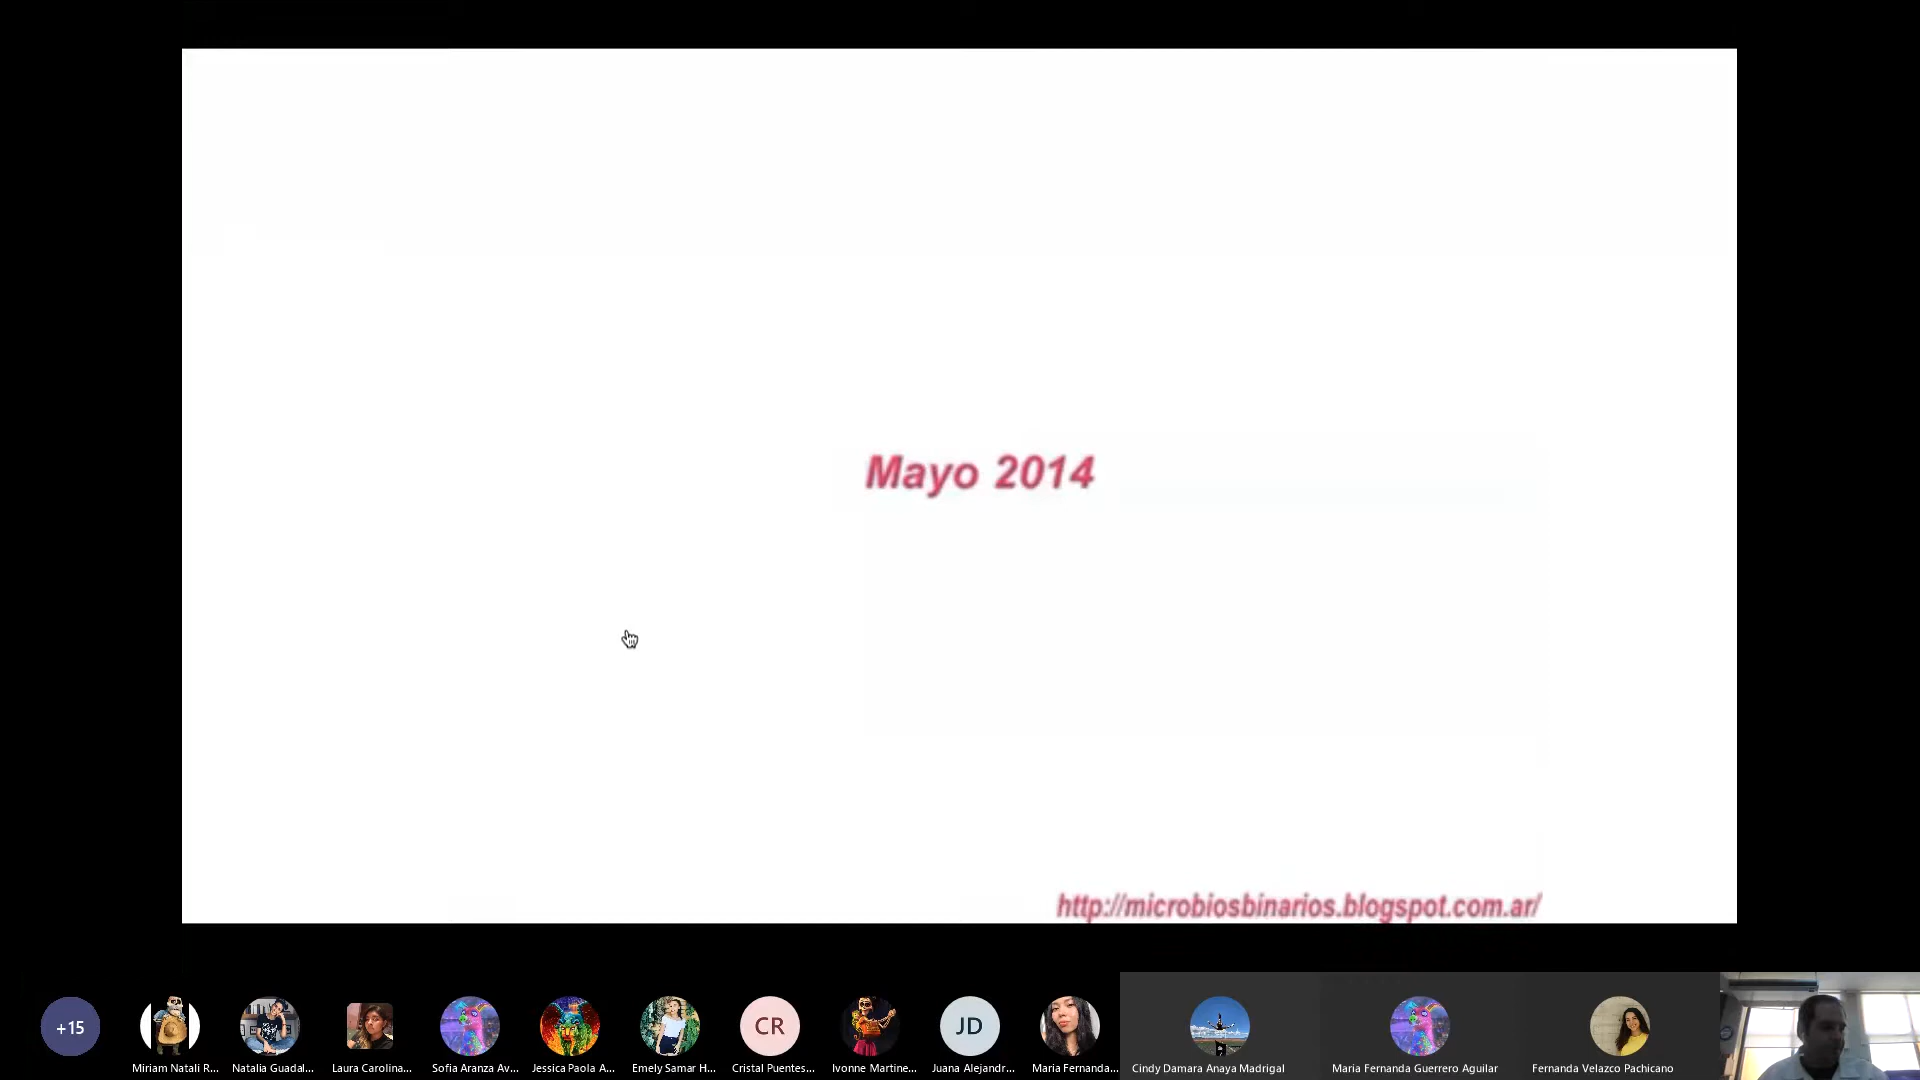 Mayo 2014
http://microbiosbinarios.blogspot.com.ar/
+15
Miriam Natali R...
Natalia Guadal...
Laura Carolina...
Sofia Aranza Av...
Jessica Paola A...
Emely Samar H...
CR
Cristal Puentes...
Ivonne Martine...
JD
Juana Alejandr...
Maria Fernanda...
Cindy Damara Anaya Madrigal
Maria Fernanda Guerrero Aguilar
Fernanda Velazco Pachicano